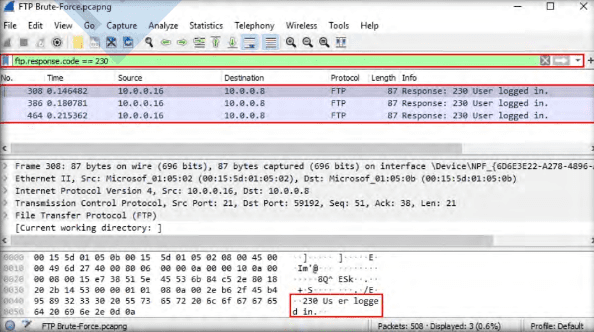 FTP Brute-Force.pcapng
File Edit View Go Capture Analyze Statistics Telephony Wireless Tools Help
ftp.response.code == 230
No. Time Source Destination Protocol Length Info
308 0.146482 10.0.0.16 10.0.0.8 FTP 87 Response: 230 User logged in.
386 0.180781 10.0.0.16 10.0.0.8 FTP 87 Response: 230 User logged in.
464 0.215362 10.0.0.16 10.0.0.8 FTP 87 Response: 230 User logged in.
Frame 308: 87 bytes on wire (696 bits), 87 bytes captured (696 bits) on interface \Device\NPF_{6D6E3E22-A278-4896-
Ethernet II, Src: Microsof_01:05:02 (00:15:5d:01:05:02), Dst: Microsof_01:05:0b (00:15:5d:01:05:0b)
Internet Protocol Version 4, Src: 10.0.0.16, Dst: 10.0.0.8
Transmission Control Protocol, Src Port: 21, Dst Port: 59192, Seq: 51, Ack: 38, Len: 21
File Transfer Protocol (FTP)
[Current working directory: ]
0000 00 15 5d 01 05 0b 00 15 5d 01 05 02 08 00 45 00 ··]····· ]·····E·
0010 00 49 6d 27 40 00 80 06 00 00 0a 00 00 10 0a 00 ·Im'@··· ········
0020 00 08 00 15 e7 38 51 5e 45 53 6b 84 c5 2e 80 18 ·····8Q^ ESk··.··
0030 20 2b 14 53 00 00 01 01 08 0a 00 2c eb 2f 45 b4 ·+·S···· ···,·/E·
0040 95 89 32 33 30 20 55 73 65 72 20 6c 6f 67 67 65 ··230 Us er logge
0050 64 20 69 6e 2e 0d 0a d in.··
FTP Brute-Force.pcapng Packets: 508 · Displayed: 3 (0.6%) Profile: Default